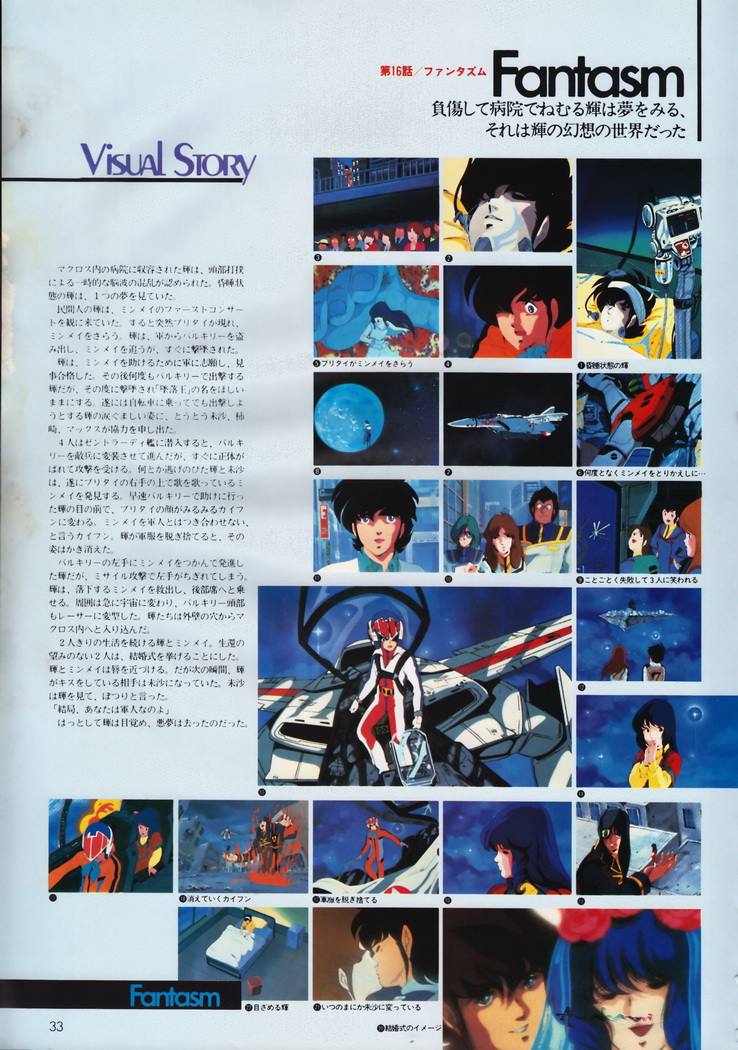 第16話／ファンタズム
Fantasm
負傷して病院でねむる輝は夢をみる、
それは輝の幻想の世界だった
VISUAL STORY
マクロス内の病院に収容された輝は、頭部打撲
による一時的な脳波の混乱が認められた。昏睡状
態の輝は、1つの夢を見ていた。
民間人の輝は、ミンメイのファーストコンサー
トを観に来ていた。すると突然ブリタイが現れ、
ミンメイをさらう。輝は、軍からバルキリーを盗
み出し、ミンメイを追うが、すぐに撃墜された。
輝は、ミンメイを助けるために軍に志願し、見
事合格した。その後何度もバルキリーで出撃する
輝だが、その度に撃墜され「墜落王」の名をほしい
ままにする。遂には自転車に乗ってでも出撃しよ
うとする輝の涙ぐましい姿に、とうとう未沙、柿
崎、マックスが協力を申し出た。
4人はゼントラーディ艦に潜入すると、バルキ
リーを敵兵に変装させて進んだが、すぐに正体が
ばれて攻撃を受ける。何とか逃げのびた輝と未沙
は、遂にブリタイの右手の上で歌を歌っているミ
ンメイを発見する。早速バルキリーで助けに行っ
た輝の目の前で、ブリタイの顔がみるみるカイフ
ンに変わる。ミンメイを軍人とはつき合わせない、
と言うカイフン。輝が軍服を脱ぎ捨てると、その
姿はかき消えた。
バルキリーの左手にミンメイをつかんで発進し
た輝だが、ミサイル攻撃で左手がちぎれてしまう。
輝は、落下するミンメイを救出し、後部席へと乗
せる。周囲は急に宇宙に変わり、バルキリー頭部
もレーサーに変型した。輝たちは外壁の穴からマ
クロス内へと入り込んだ。
2人きりの生活を続ける輝とミンメイ。生還の
望みのない2人は、結婚式を挙げることにした。
輝とミンメイは唇を近づける。だが次の瞬間、輝
がキスをしている相手は未沙になっていた。未沙
は輝を見て、ぽつりと言った。
「結局、あなたは軍人なのよ」
はっとして輝は目覚め、悪夢は去ったのだった。
❸
❷
❶昏睡状態の輝
❺ブリタイがミンメイをさらう
❹
❽
❼
❻何度となくミンメイをとりかえしに…
⓫
❿
❾ことごとく失敗して3人に笑われる
⓬
⓭
⓮
⓳
⓲消えていくカイフン
⓱軍服を脱ぎ捨てる
⓰
⓯
㉒目ざめる輝
㉑いつのまにか未沙に変っている
⓴結婚式のイメージ
Fantasm
33